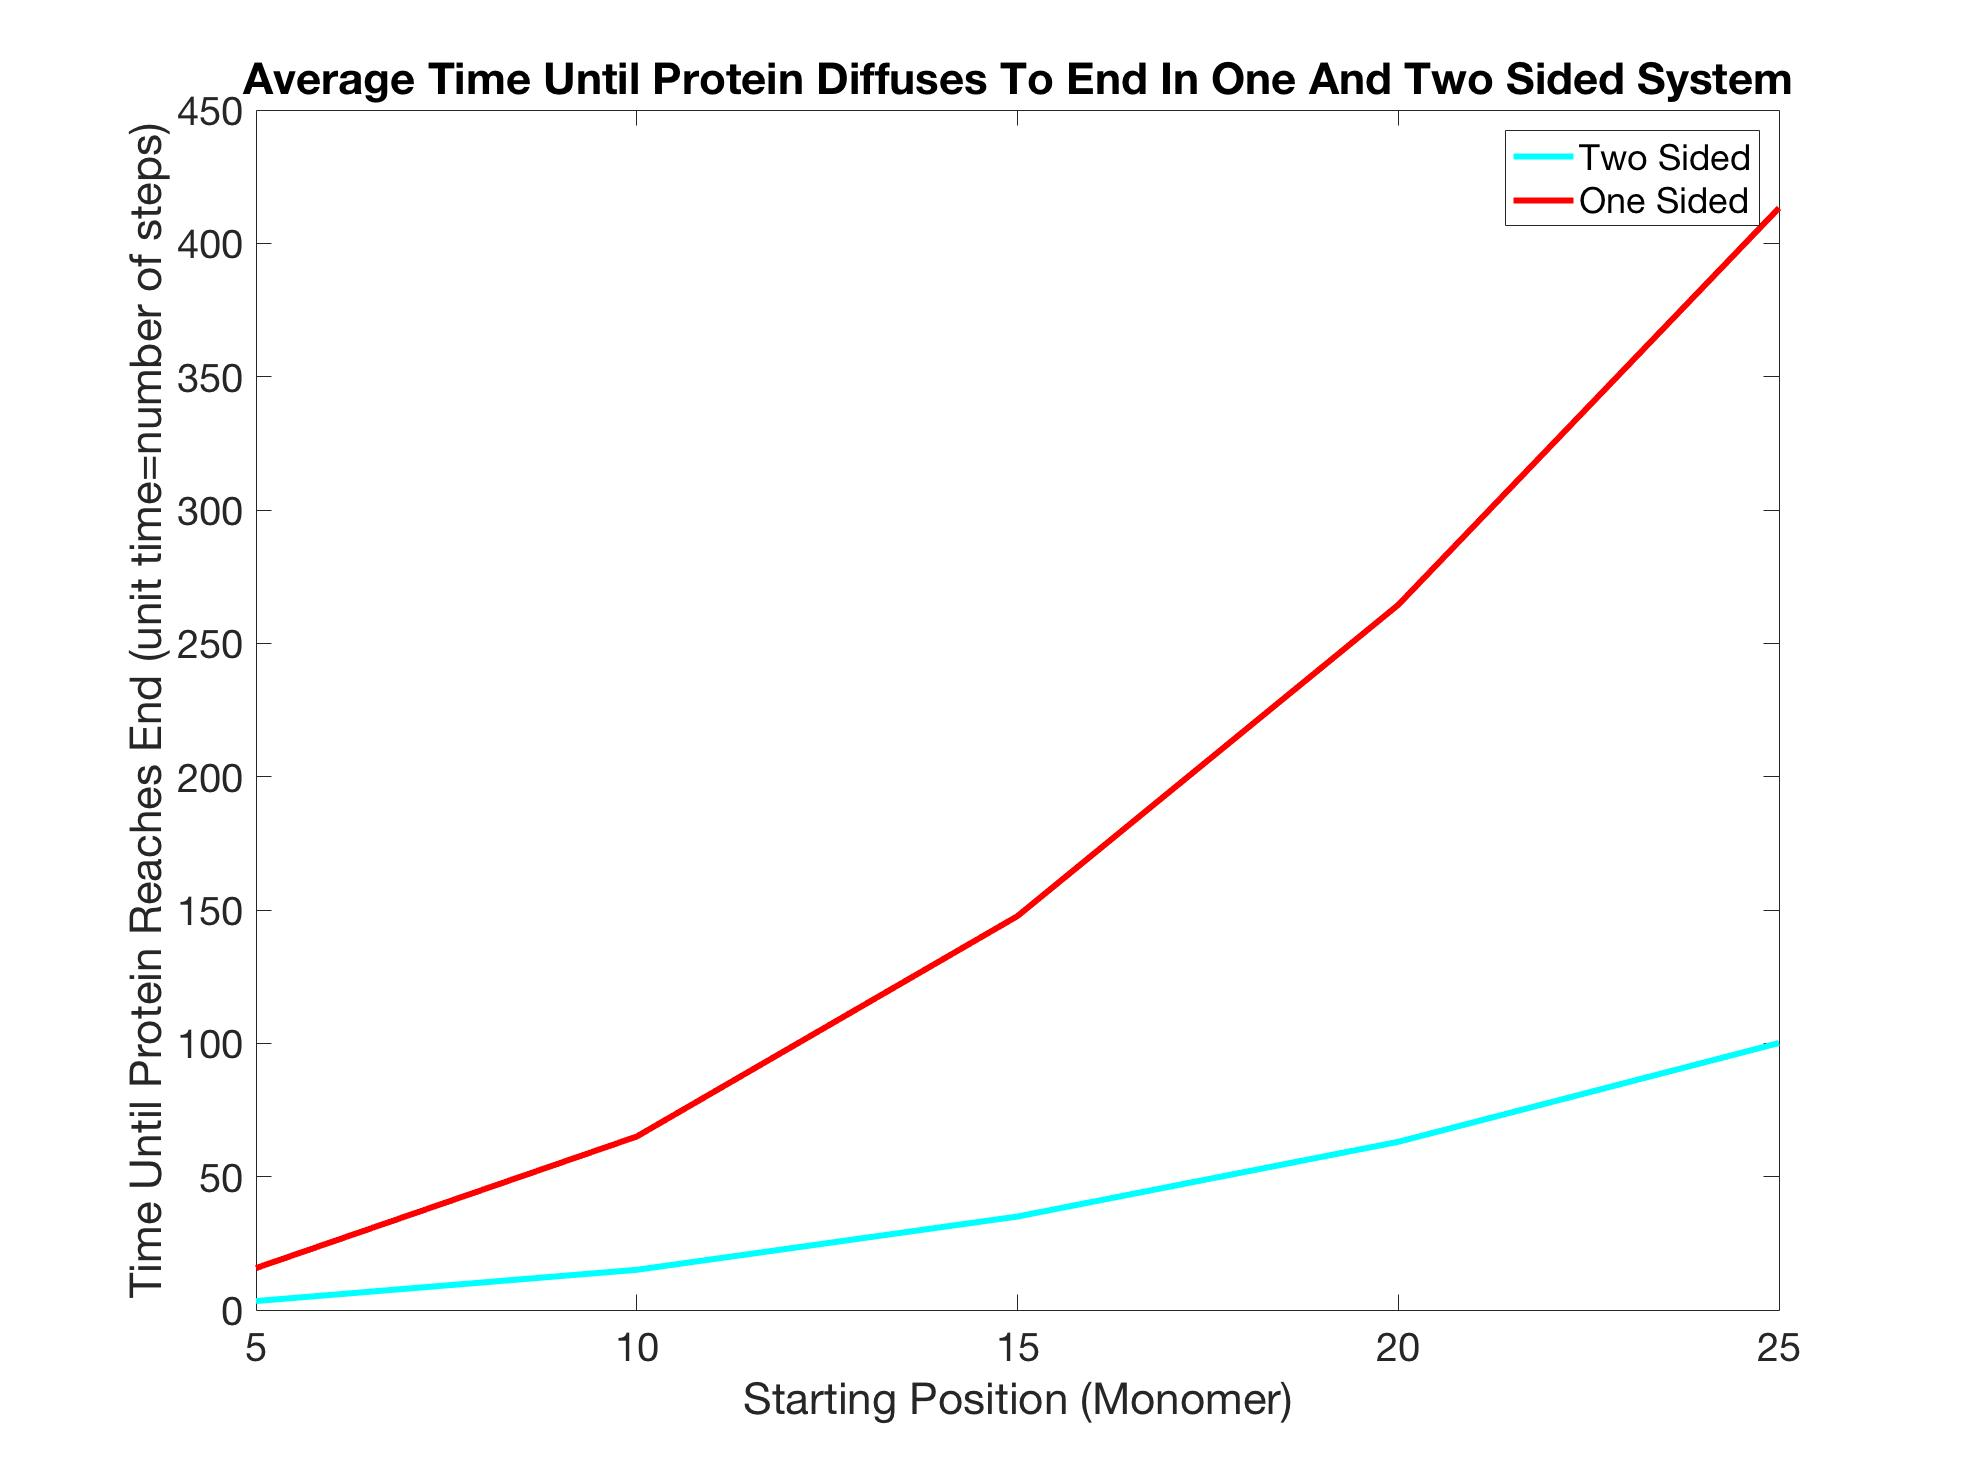 Average Time Until Protein Diffuses To End In One And Two Sided System
Two Sided
One Sided
Time Until Protein Reaches End (unit time=number of steps)
450
400
350
300
250
200
150
100
50
0
5 10 15 20 25
Starting Position (Monomer)